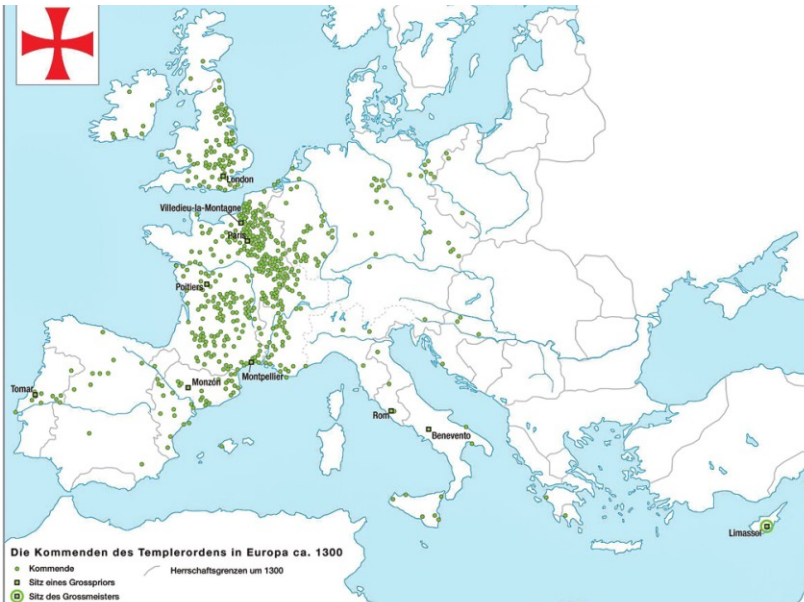 London
Villedieu-la-Montagne
Paris
Poitiers
Montpellier
Monzón
Tomar
Rom
Benevento
Limassol
Die Kommenden des Templerordens in Europa ca. 1300
Kommende
Herrschaftsgrenzen um 1300
Sitz eines Grosspriors
Sitz des Grossmeisters